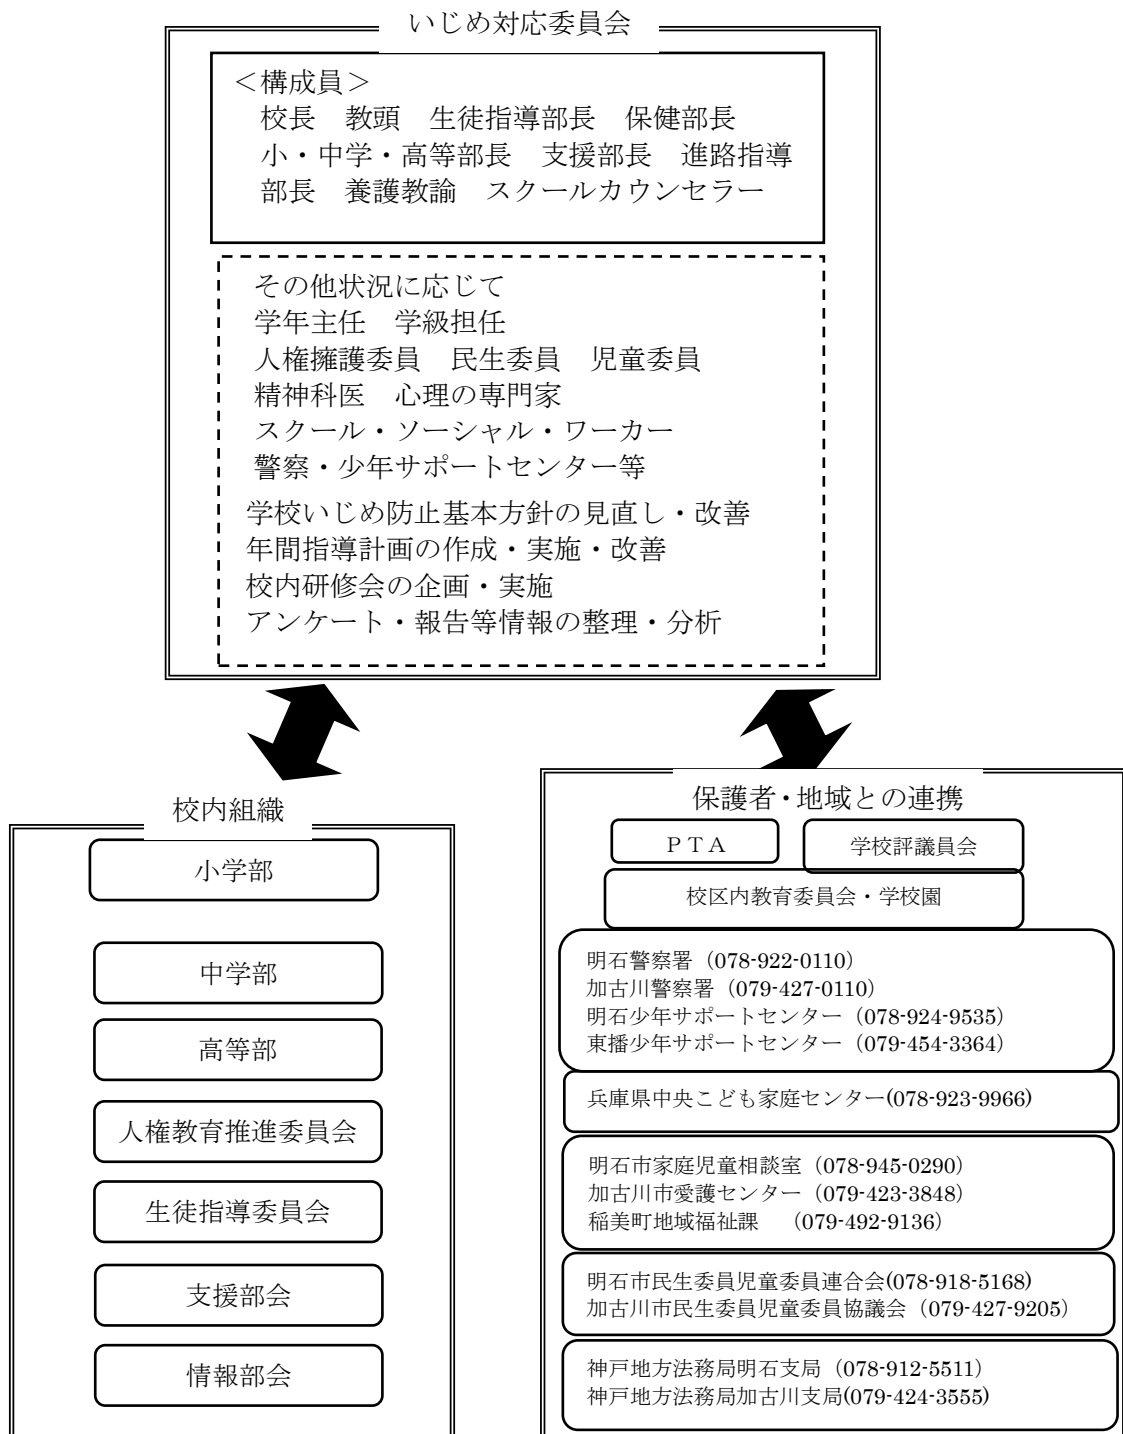 いじめ対応委員会
＜構成員＞
校長　教頭　生徒指導部長　保健部長
小・中学・高等部長　支援部長　進路指導
部長　養護教諭　スクールカウンセラー
その他状況に応じて
学年主任　学級担任
人権擁護委員　民生委員　児童委員
精神科医　心理の専門家
スクール・ソーシャル・ワーカー
警察・少年サポートセンター等
学校いじめ防止基本方針の見直し・改善
年間指導計画の作成・実施・改善
校内研修会の企画・実施
アンケート・報告等情報の整理・分析
校内組織
小学部
中学部
高等部
人権教育推進委員会
生徒指導委員会
支援部会
情報部会
保護者・地域との連携
ＰＴＡ
学校評議員会
校区内教育委員会・学校園
明石警察署（078-922-0110）
加古川警察署（079-427-0110）
明石少年サポートセンター（078-924-9535）
東播少年サポートセンター（079-454-3364）
兵庫県中央こども家庭センター(078-923-9966)
明石市家庭児童相談室（078-945-0290）
加古川市愛護センター（079-423-3848）
稲美町地域福祉課　（079-492-9136）
明石市民生委員児童委員連合会(078-918-5168)
加古川市民生委員児童委員協議会（079-427-9205）
神戸地方法務局明石支局（078-912-5511）
神戸地方法務局加古川支局(079-424-3555)